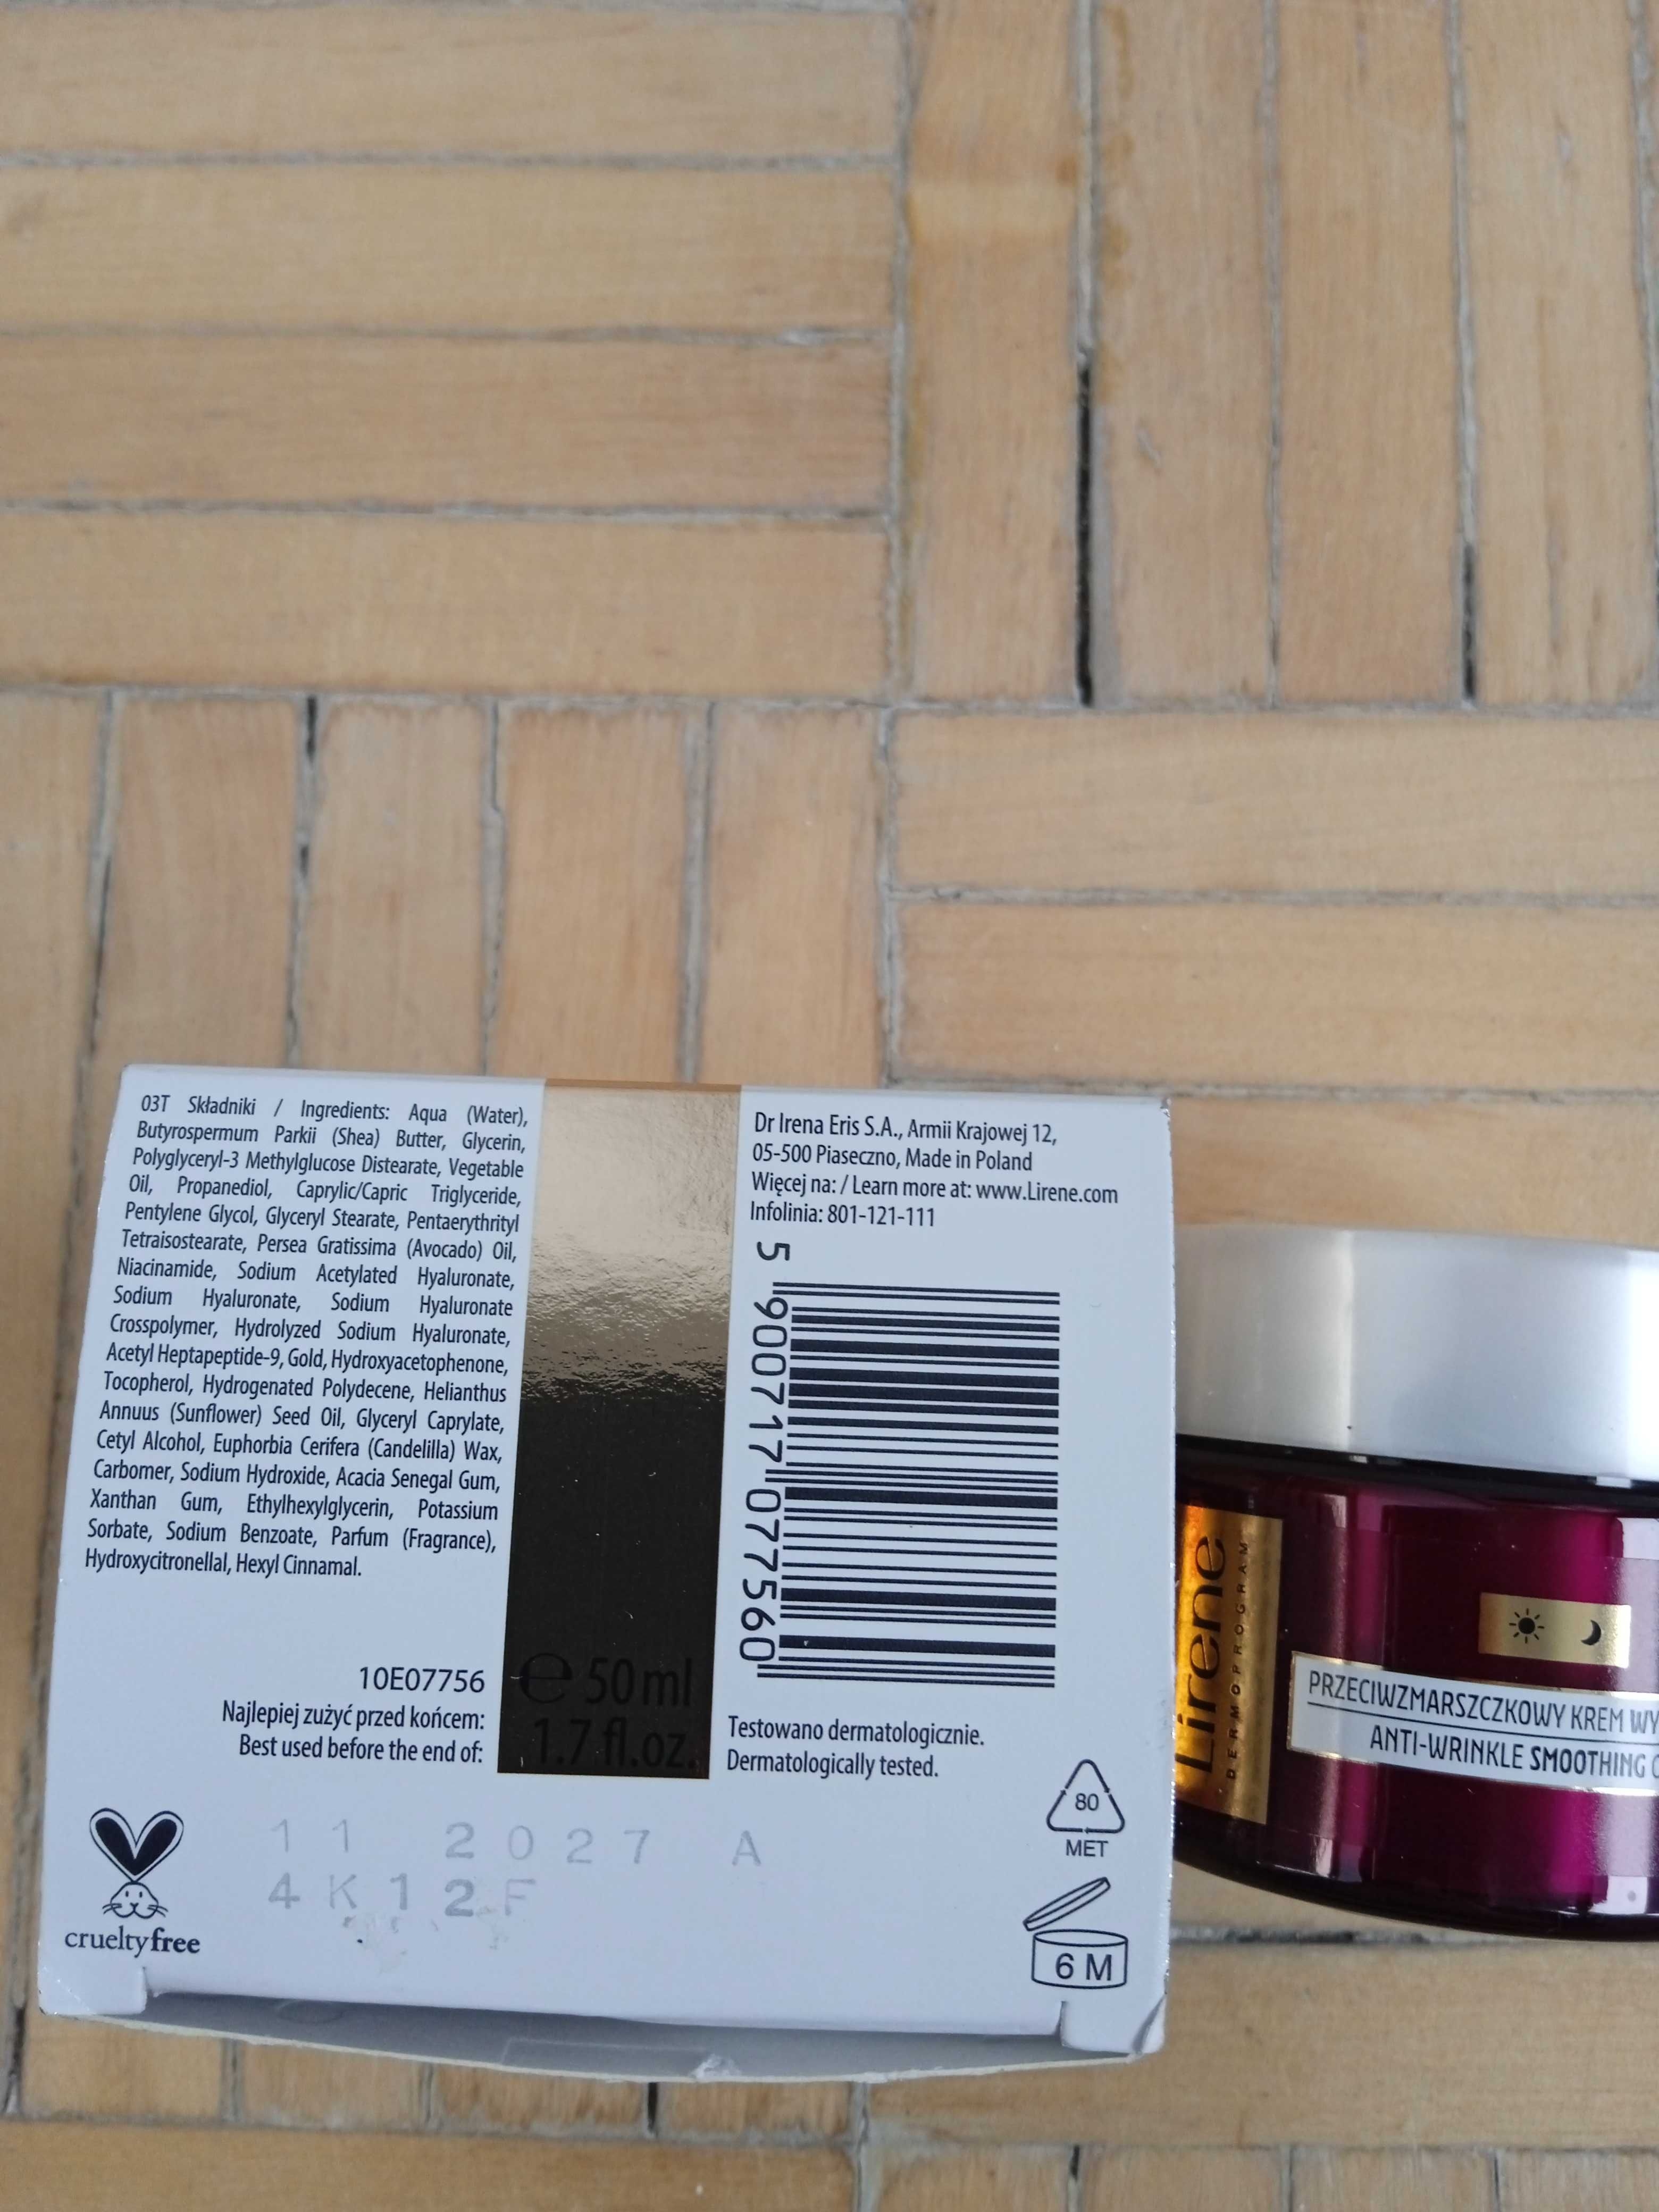 03T Składniki / Ingredients: Aqua (Water),
Butyrospermum Parkii (Shea) Butter, Glycerin,
Polyglyceryl-3 Methylglucose Distearate, Vegetable
Oil, Propanediol, Caprylic/Capric Triglyceride,
Pentylene Glycol, Glyceryl Stearate, Pentaerythrityl
Tetraisostearate, Persea Gratissima (Avocado) Oil,
Niacinamide, Sodium Acetylated Hyaluronate,
Sodium Hyaluronate, Sodium Hyaluronate
Crosspolymer, Hydrolyzed Sodium Hyaluronate,
Acetyl Heptapeptide-9, Gold, Hydroxyacetophenone,
Tocopherol, Hydrogenated Polydecene, Helianthus
Annuus (Sunflower) Seed Oil, Glyceryl Caprylate,
Cetyl Alcohol, Euphorbia Cerifera (Candelilla) Wax,
Carbomer, Sodium Hydroxide, Acacia Senegal Gum,
Xanthan Gum, Ethylhexylglycerin, Potassium
Sorbate, Sodium Benzoate, Parfum (Fragrance),
Hydroxycitronellal, Hexyl Cinnamal.
10E07756
Najlepiej zużyć przed końcem:
Best used before the end of:
11 2027 A
4K12F
crueltyfree
℮ 50 ml
1.7 fl.oz.
Dr Irena Eris S.A., Armii Krajowej 12,
05-500 Piaseczno, Made in Poland
Więcej na: / Learn more at: www.Lirene.com
Infolinia: 801-121-111
5 900717 077560
Testowano dermatologicznie.
Dermatologically tested.
80
MET
6 M
Lirene
DERMOPROGRAM
PRZECIWZMARSZCZKOWY KREM WY
ANTI-WRINKLE SMOOTHING